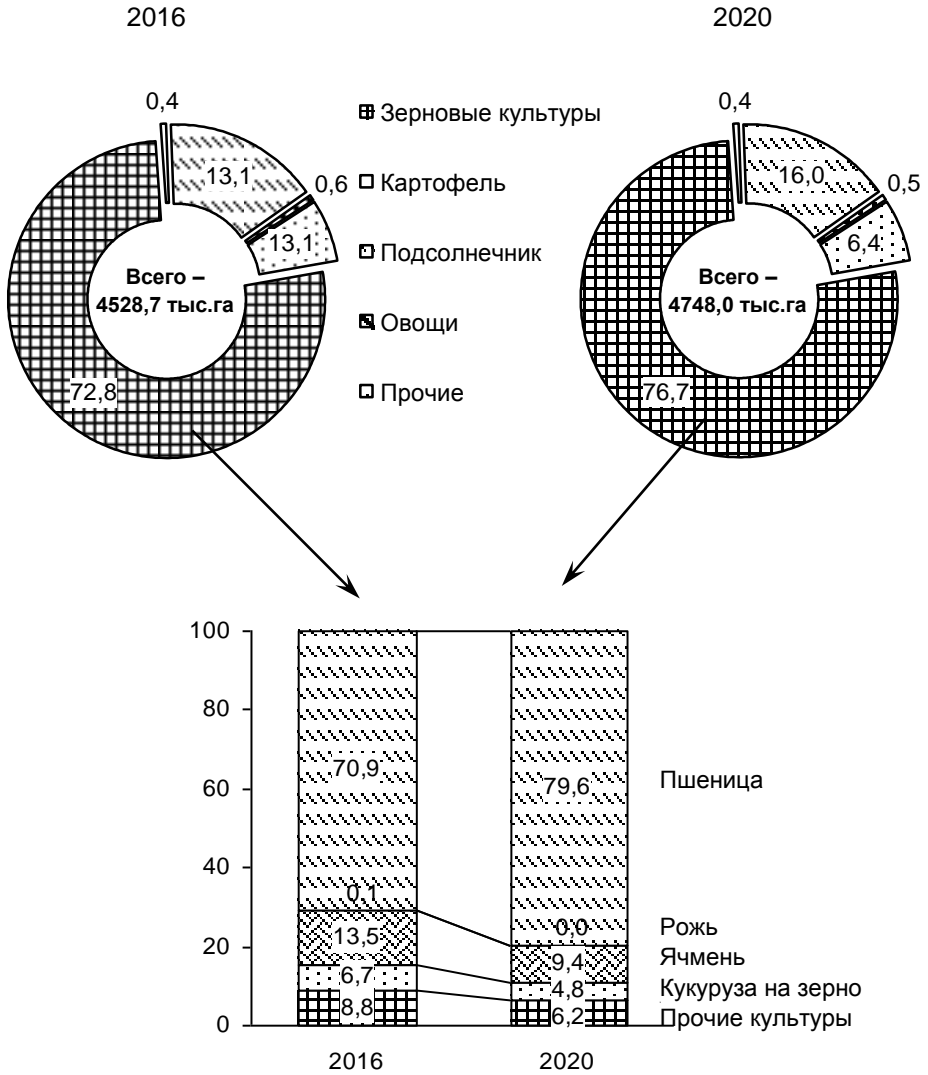 2016
2020
0,4
13,1
0,6
13,1
72,8
Всего –
4528,7 тыс.га
Зерновые культуры
Картофель
Подсолнечник
Овощи
Прочие
0,4
16,0
0,5
6,4
76,7
Всего –
4748,0 тыс.га
100
80
60
40
20
0
70,9
0,1
13,5
6,7
8,8
79,6
0,0
9,4
4,8
6,2
Пшеница
Рожь
Ячмень
Кукуруза на зерно
Прочие культуры
2016
2020